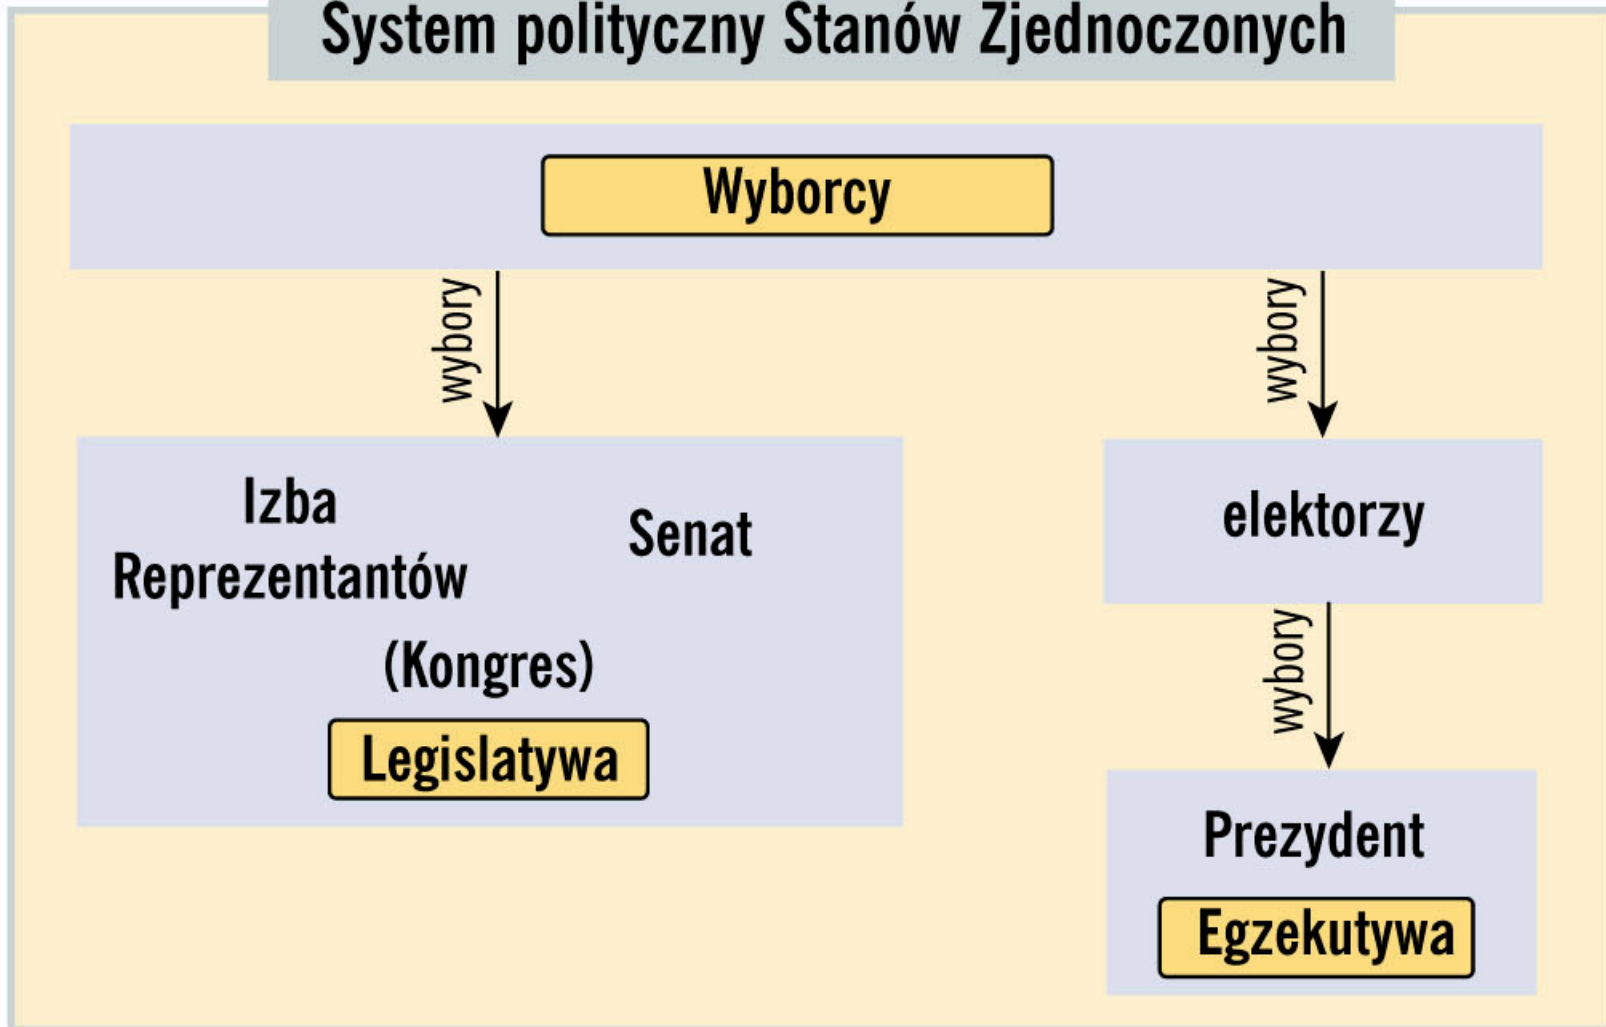 System polityczny Stanów Zjednoczonych
Wyborcy
wybory
wybory
Izba
Reprezentantów
Senat
(Kongres)
Legislatywa
elektorzy
wybory
Prezydent
Egzekutywa